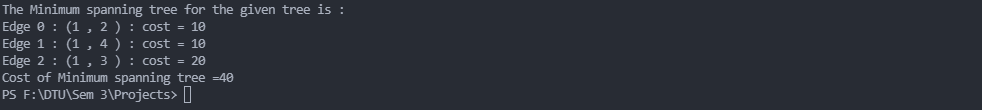 The Minimum spanning tree for the given tree is :
Edge 0 : (1 , 2 ) : cost = 10
Edge 1 : (1 , 4 ) : cost = 10
Edge 2 : (1 , 3 ) : cost = 20
Cost of Minimum spanning tree =40
PS F:\DTU\Sem 3\Projects>